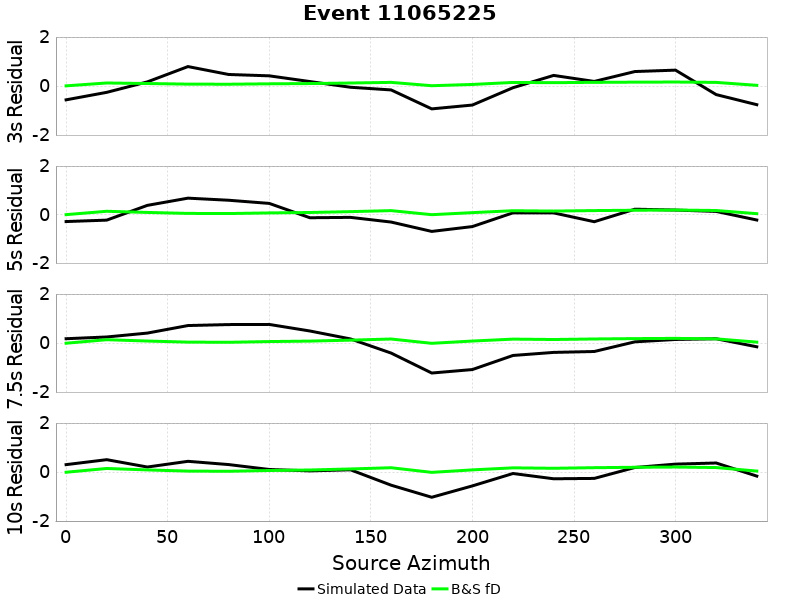 Event 11065225
3s Residual
2
0
-2
5s Residual
2
0
-2
7.5s Residual
2
0
-2
10s Residual
2
0
-2
0 50 100 150 200 250 300
Source Azimuth
Simulated Data B&S fD